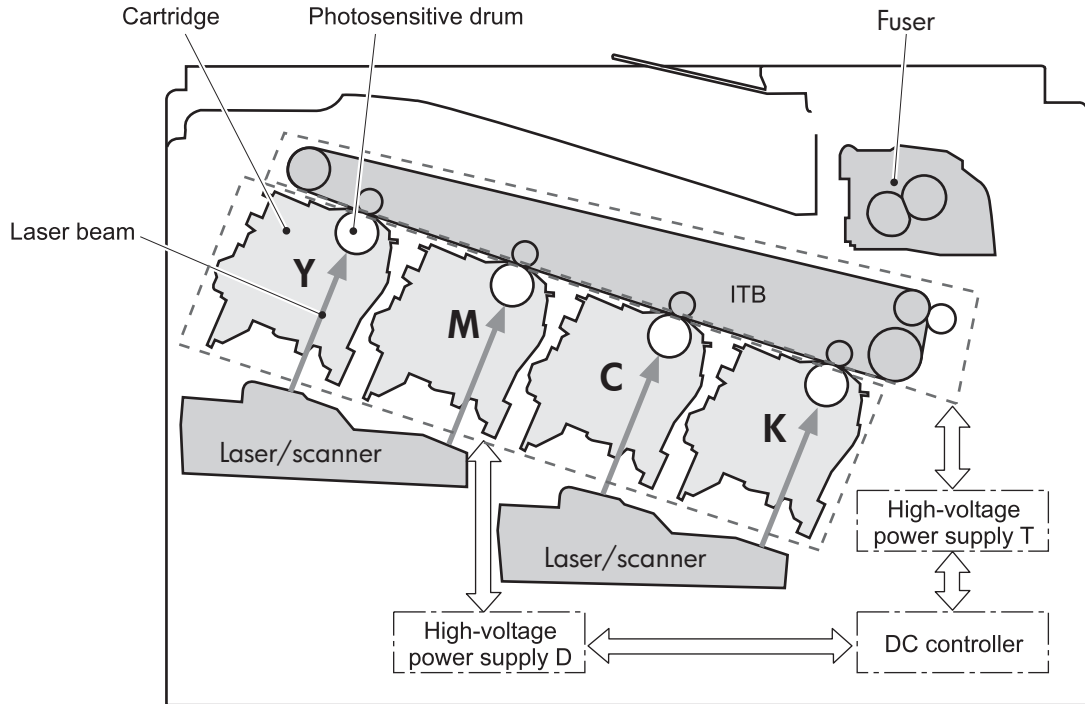 Cartridge
Photosensitive drum
Fuser
Laser beam
Y
M
ITB
C
K
Laser/scanner
High-voltage
power supply T
Laser/scanner
High-voltage
power supply D
DC controller